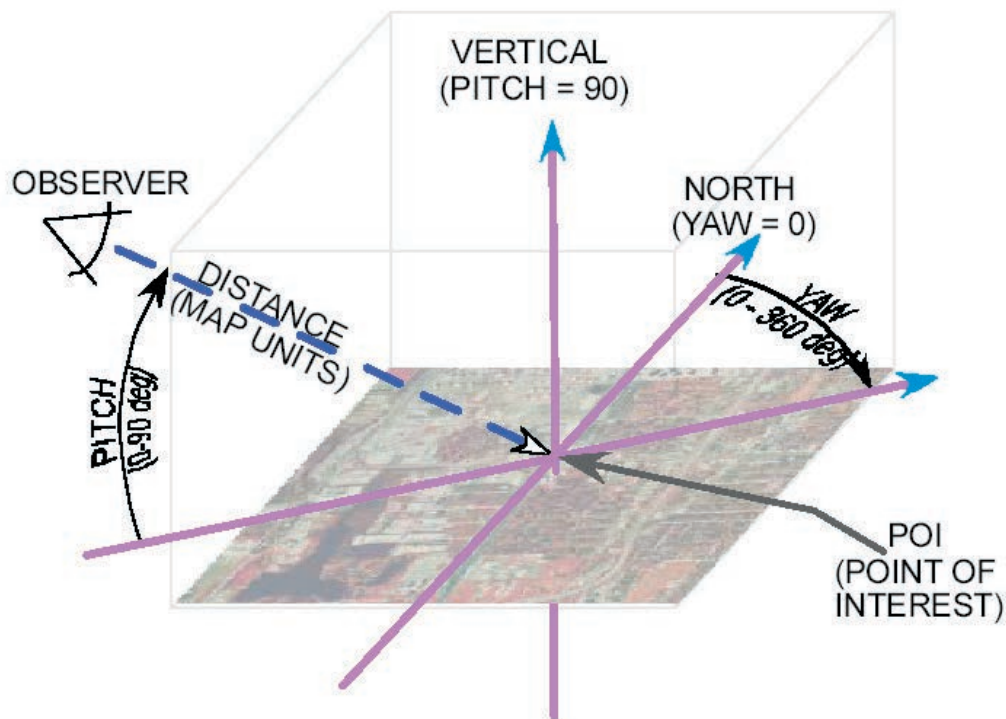 VERTICAL
(PITCH = 90)
OBSERVER
NORTH
(YAW = 0)
DISTANCE
(MAP UNITS)
YAW
(0 - 360 deg)
PITCH
(0-90 deg)
POI
(POINT OF
INTEREST)